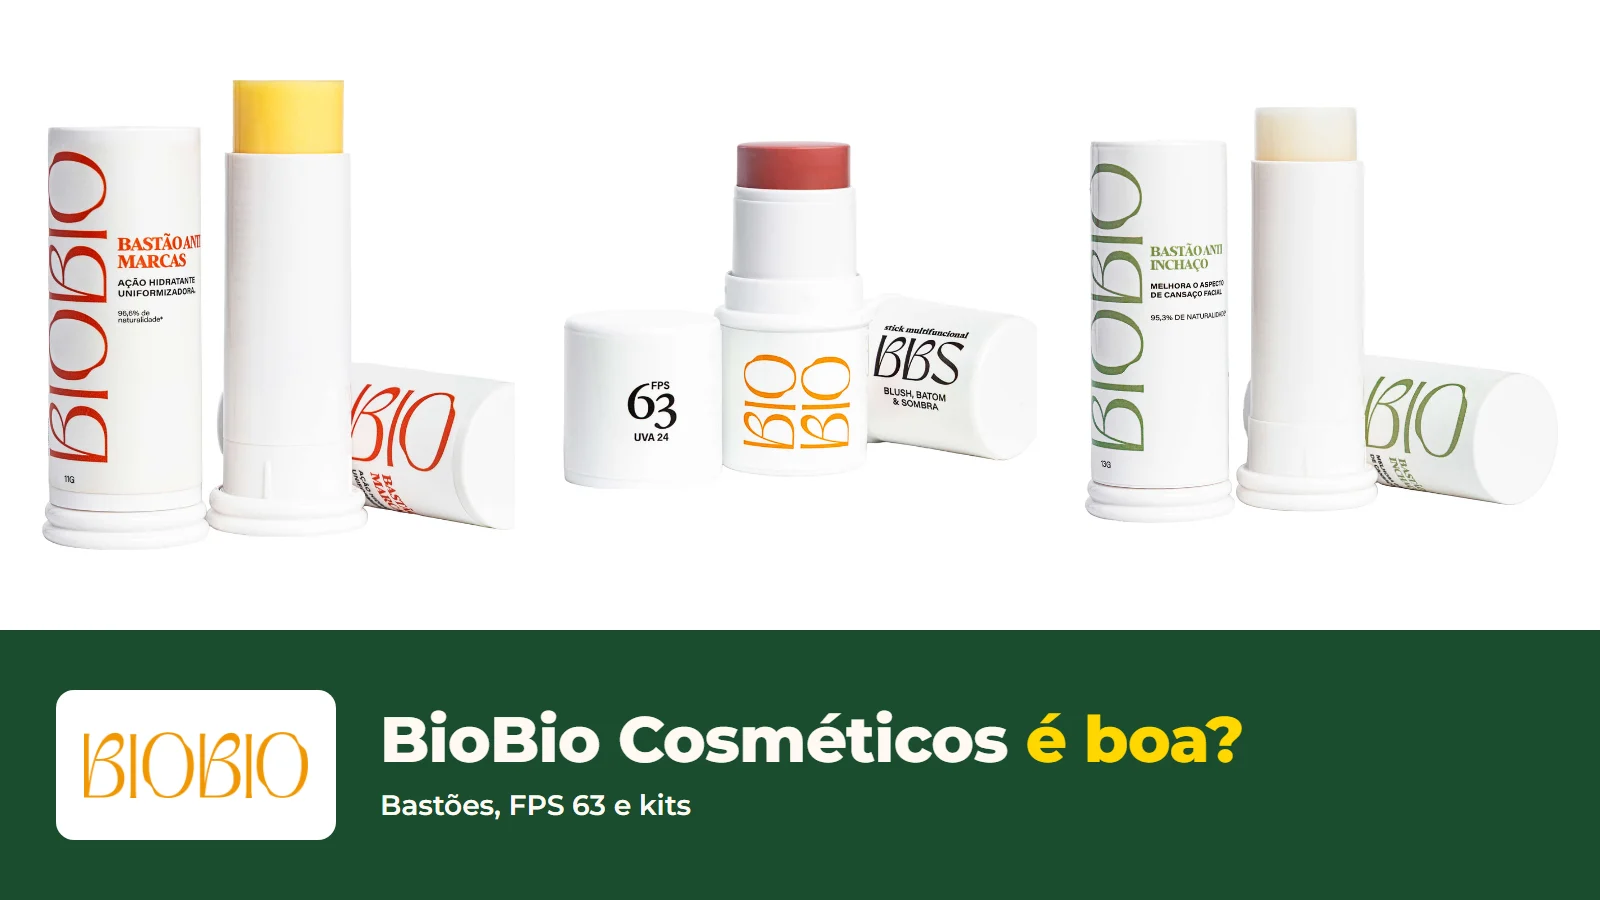 BIOBIO
BASTÃO ANTI
MARCAS
AÇÃO HIDRATANTE
UNIFORMIZADORA.
96,6% de
naturalidade*
11G
BIO
FPS
63
UVA 24
BIO
BIO
stick multifuncional
BBS
BLUSH, BATOM
& SOMBRA
BIOBIO
BASTÃO ANTI
INCHAÇO
MELHORA O ASPECTO
DE CANSAÇO FACIAL
95,3% DE NATURALIDADE*
13G
BIO
BIOBIO
BioBio Cosméticos é boa?
Bastões, FPS 63 e kits